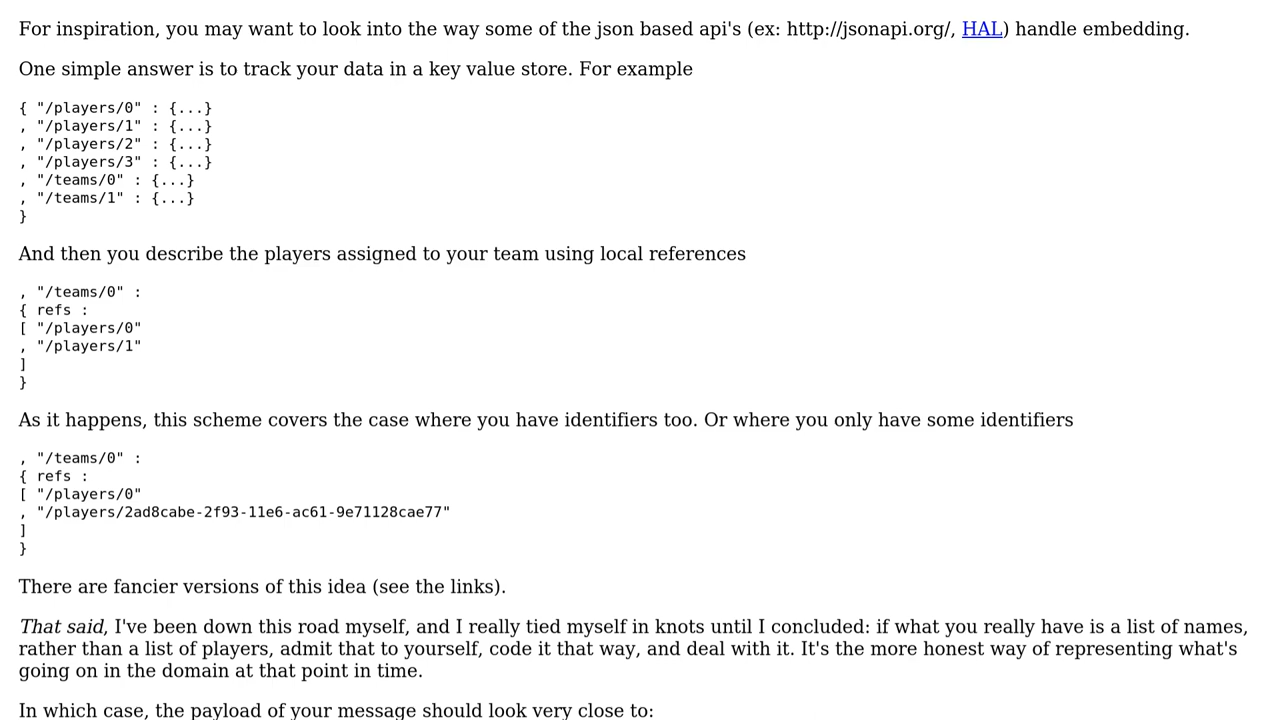 For inspiration, you may want to look into the way some of the json based api's (ex: http://jsonapi.org/, HAL) handle embedding.
One simple answer is to track your data in a key value store. For example
{ "/players/0" : {...}
, "/players/1" : {...}
, "/players/2" : {...}
, "/players/3" : {...}
, "/teams/0" : {...}
, "/teams/1" : {...}
}
And then you describe the players assigned to your team using local references
, "/teams/0" :
{ refs :
[ "/players/0"
, "/players/1"
]
}
As it happens, this scheme covers the case where you have identifiers too. Or where you only have some identifiers
, "/teams/0" :
{ refs :
[ "/players/0"
, "/players/2ad8cabe-2f93-11e6-ac61-9e71128cae77"
]
}
There are fancier versions of this idea (see the links).
That said, I've been down this road myself, and I really tied myself in knots until I concluded: if what you really have is a list of names,
rather than a list of players, admit that to yourself, code it that way, and deal with it. It's the more honest way of representing what's
going on in the domain at that point in time.
In which case, the payload of your message should look very close to: